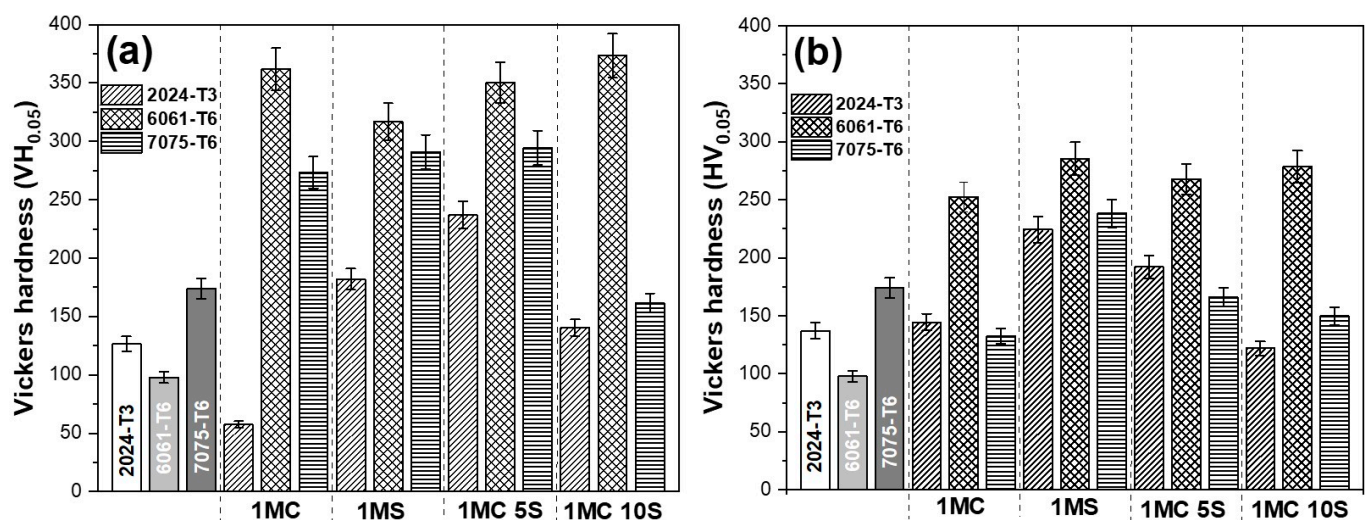 (a)
Vickers hardness (VH0.05)
400
350
300
250
200
150
100
50
0
2024-T3
6061-T6
7075-T6
2024-T3
6061-T6
7075-T6
1MC
1MS
1MC 5S
1MC 10S
(b)
Vickers hardness (HV0.05)
400
350
300
250
200
150
100
50
0
2024-T3
6061-T6
7075-T6
2024-T3
6061-T6
7075-T6
1MC
1MS
1MC 5S
1MC 10S